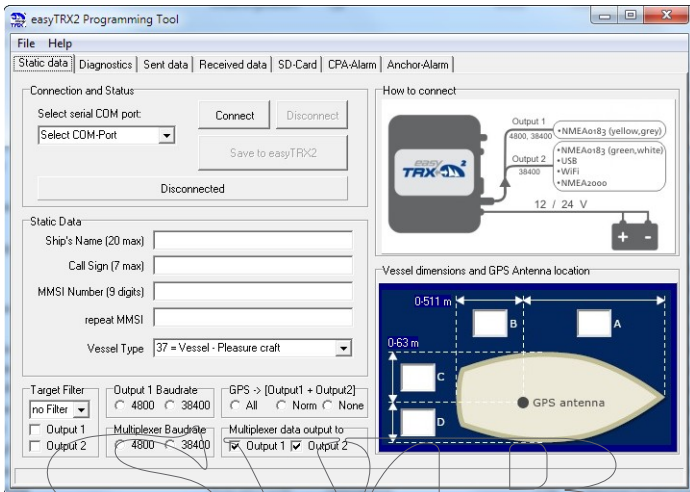 easyTRX2 Programming Tool
File Help
Static data Diagnostics Sent data Received data SD-Card CPA-Alarm Anchor-Alarm
Connection and Status
Select serial COM port:
Select COM-Port
Connect
Disconnect
Save to easyTRX2
Disconnected
How to connect
Output 1
4800, 38400
•NMEA0183 (yellow,grey)
Output 2
38400
•NMEA0183 (green,white)
•USB
•WiFi
•NMEA2000
easy
TRX 2
12 / 24 V
+ -
Static Data
Ship's Name (20 max)
Call Sign (7 max)
MMSI Number (9 digits)
repeat MMSI
Vessel Type
37 = Vessel - Pleasure craft
Vessel dimensions and GPS Antenna location
0-511 m
B
A
0-63 m
C
GPS antenna
D
Target Filter
no Filter
Output 1
Output 2
Output 1 Baudrate
4800 38400
Multiplexer Baudrate
4800 38400
GPS -> [Output1 + Output2]
All Norm None
Multiplexer data output to
Output 1 Output 2